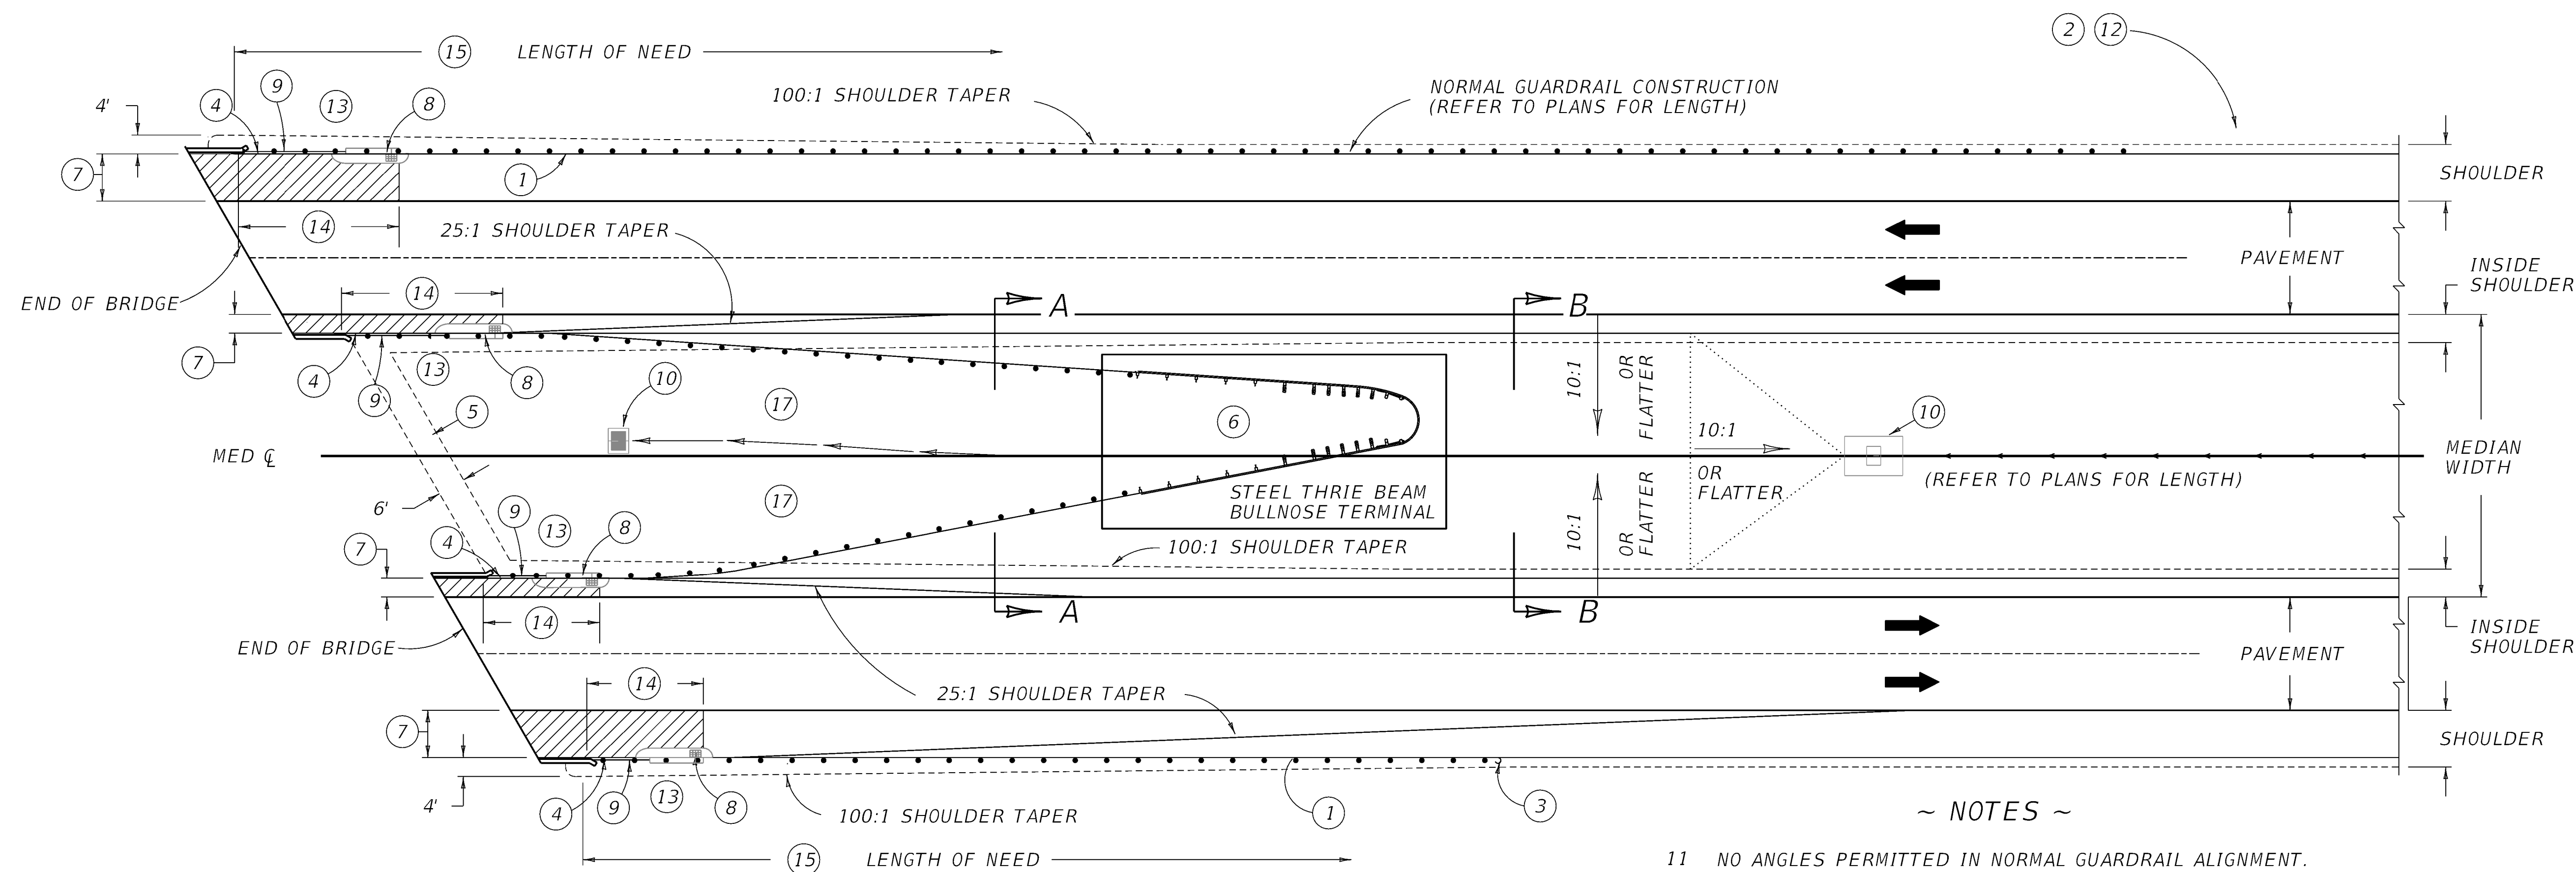 2 12
15 LENGTH OF NEED
9
100:1 SHOULDER TAPER
NORMAL GUARDRAIL CONSTRUCTION
(REFER TO PLANS FOR LENGTH)
4'
4
13
8
7
1
SHOULDER
14
25:1 SHOULDER TAPER
PAVEMENT
INSIDE
SHOULDER
END OF BRIDGE
14
A
B
7
4
9
13
8
10
5
17
6
10:1
OR
FLATTER
10:1
OR
FLATTER
10
MED ℄
MEDIAN
WIDTH
(REFER TO PLANS FOR LENGTH)
6'
9
13
8
17
STEEL THRIE BEAM
BULLNOSE TERMINAL
10:1
OR
FLATTER
4
7
100:1 SHOULDER TAPER
14
A
B
END OF BRIDGE
INSIDE
SHOULDER
PAVEMENT
14
25:1 SHOULDER TAPER
7
SHOULDER
4'
4
9
13
8
100:1 SHOULDER TAPER
1
3
~ NOTES ~
15 LENGTH OF NEED
11 NO ANGLES PERMITTED IN NORMAL GUARDRAIL ALIGNMENT.